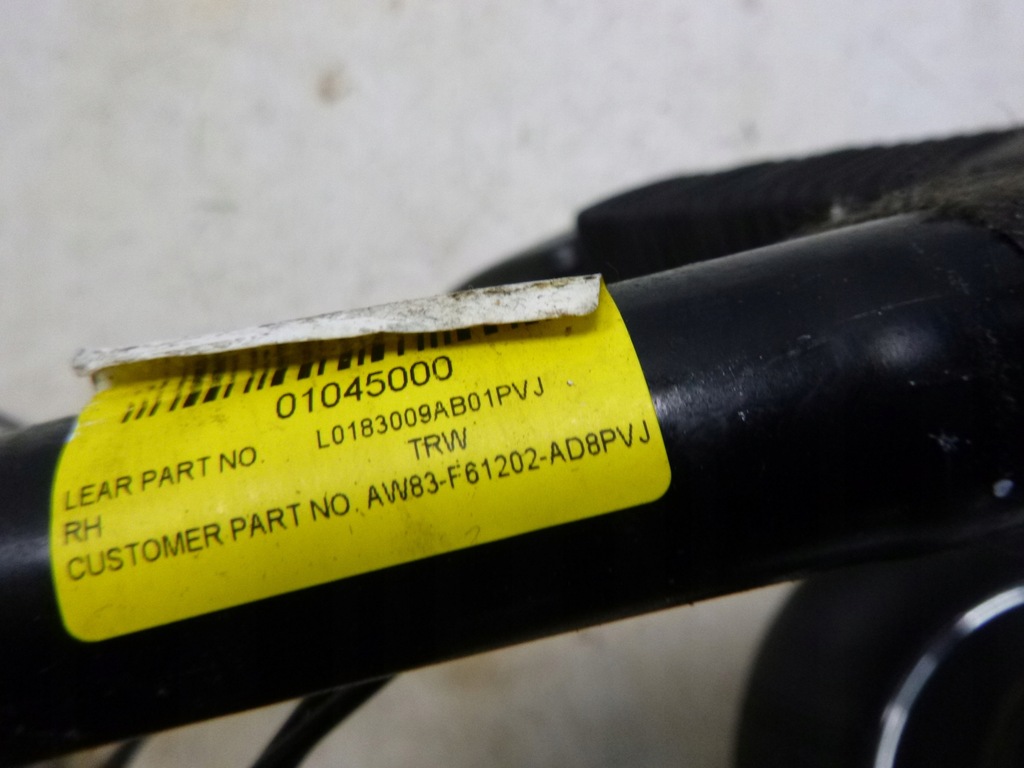 01045000
LEAR PART NO. L0183009AB01PVJ
RH TRW
CUSTOMER PART NO. AW83-F61202-AD8PVJ